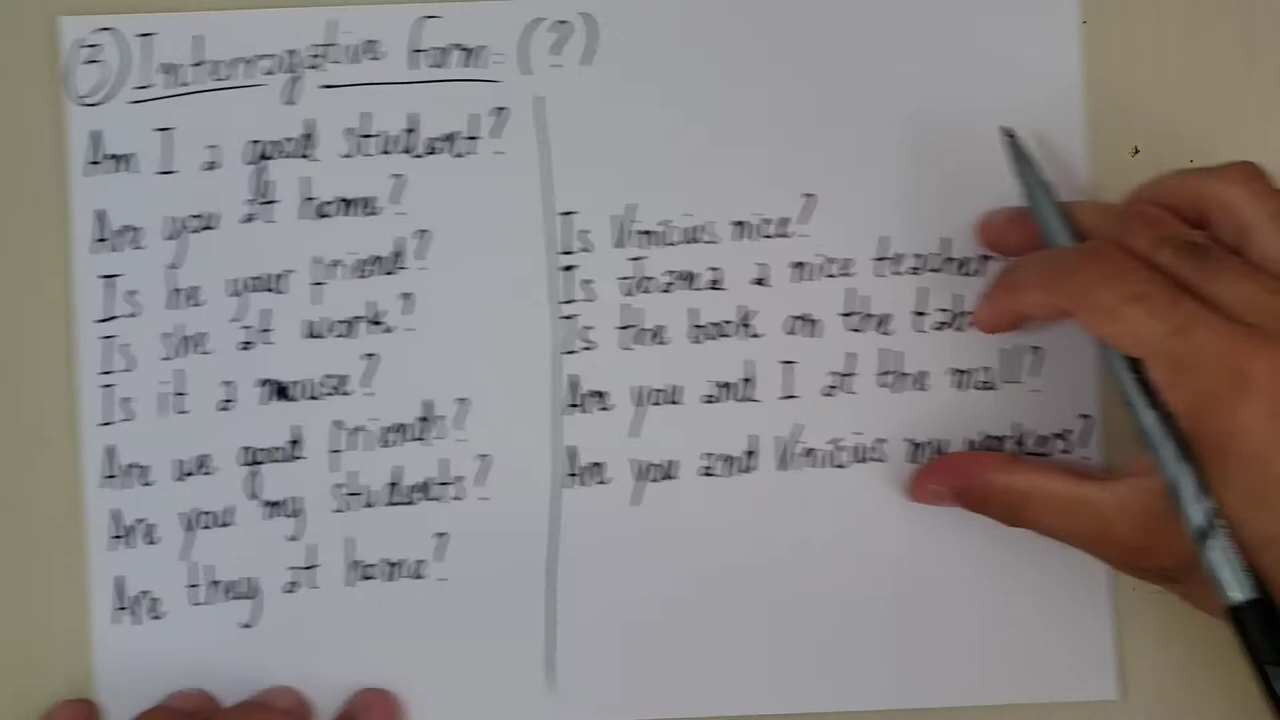 ③ Interrogative Form= (?)
Am I a good student?
Are you at home?
Is he your friend?
Is she at work?
Is it a mouse?
Are we good friends?
Are you my students?
Are they at home?
Is Vinicius nice?
Is a nice teacher
Is the book on the
Are you and I at the mall?
Are you and Vinicius my workers?